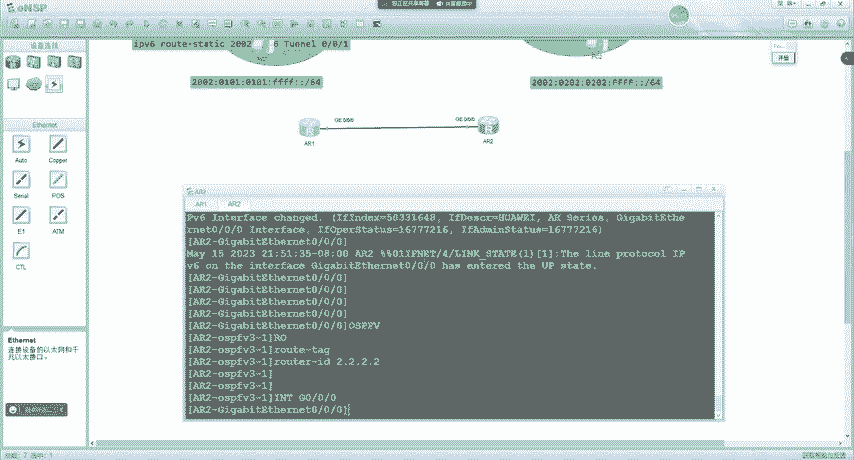 eNSP
ipv6 route-static 2002
6 Tunnel 0/0/1
2002:0101:0101:ffff::/64
2002:0202:0202:ffff::/64
GE 0/0/0
GE 0/0/0
AR1
AR2
设备连线
Ethernet
Auto
Copper
Serial
POS
E1
ATM
CTL
Ethernet
连接设备的以太网和千兆以太接口。
AR2
AR1
AR2
Pv6 Interface changed. (IfIndex=58331648, IfDescr=HUAWEI, AR Series, GigabitEthe
rnet0/0/0 Interface, IfOperStatus=16777216, IfAdminStatus=16777216)
[AR2-GigabitEthernet0/0/0]
May 15 2023 21:51:35-08:00 AR2 %%01IFNET/4/LINK_STATE(l)[1]:The line protocol IP
v6 on the interface GigabitEthernet0/0/0 has entered the UP state.
[AR2-GigabitEthernet0/0/0]
[AR2-GigabitEthernet0/0/0]
[AR2-GigabitEthernet0/0/0]
[AR2-GigabitEthernet0/0/0]OSPFV
[AR2-ospfv3-1]RO
[AR2-ospfv3-1]route-tag
[AR2-ospfv3-1]router-id 2.2.2.2
[AR2-ospfv3-1]
[AR2-ospfv3-1]
[AR2-ospfv3-1]INT G0/0/0
[AR2-GigabitEthernet0/0/0]